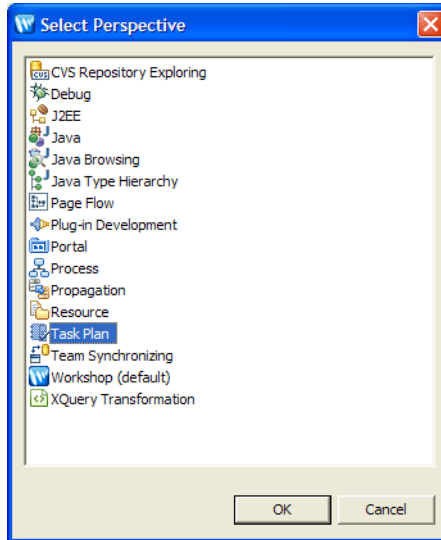 Select Perspective
CVS Repository Exploring
Debug
J2EE
Java
Java Browsing
Java Type Hierarchy
Page Flow
Plug-in Development
Portal
Process
Propagation
Resource
Task Plan
Team Synchronizing
Workshop (default)
XQuery Transformation
OK Cancel